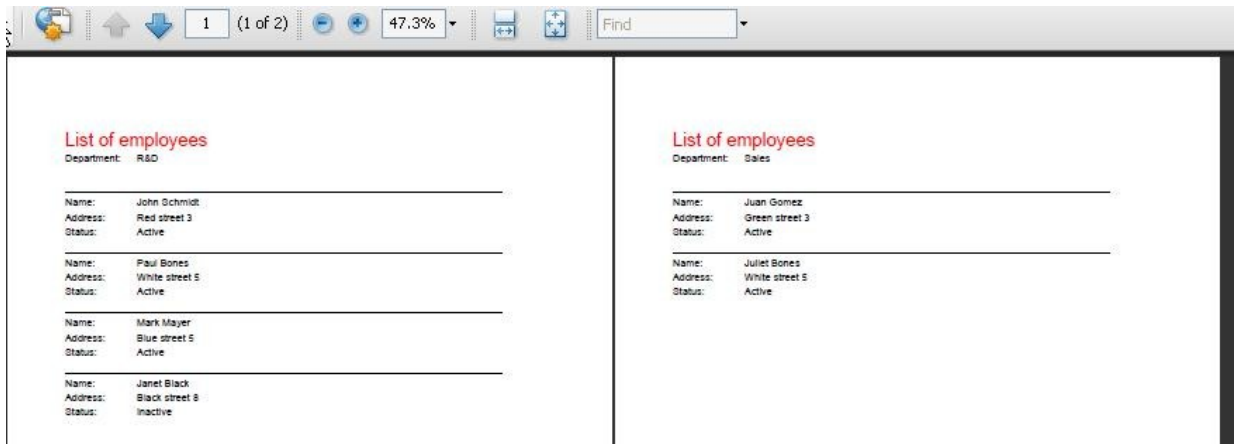 1 (1 of 2) 47.3% Find
List of employees
Department: R&D
Name: John Schmidt
Address: Red street 3
Status: Active
Name: Paul Bones
Address: White street 5
Status: Active
Name: Mark Mayer
Address: Blue street 5
Status: Active
Name: Janet Black
Address: Black street 8
Status: Inactive
List of employees
Department: Sales
Name: Juan Gomez
Address: Green street 3
Status: Active
Name: Juliet Bones
Address: White street 5
Status: Active